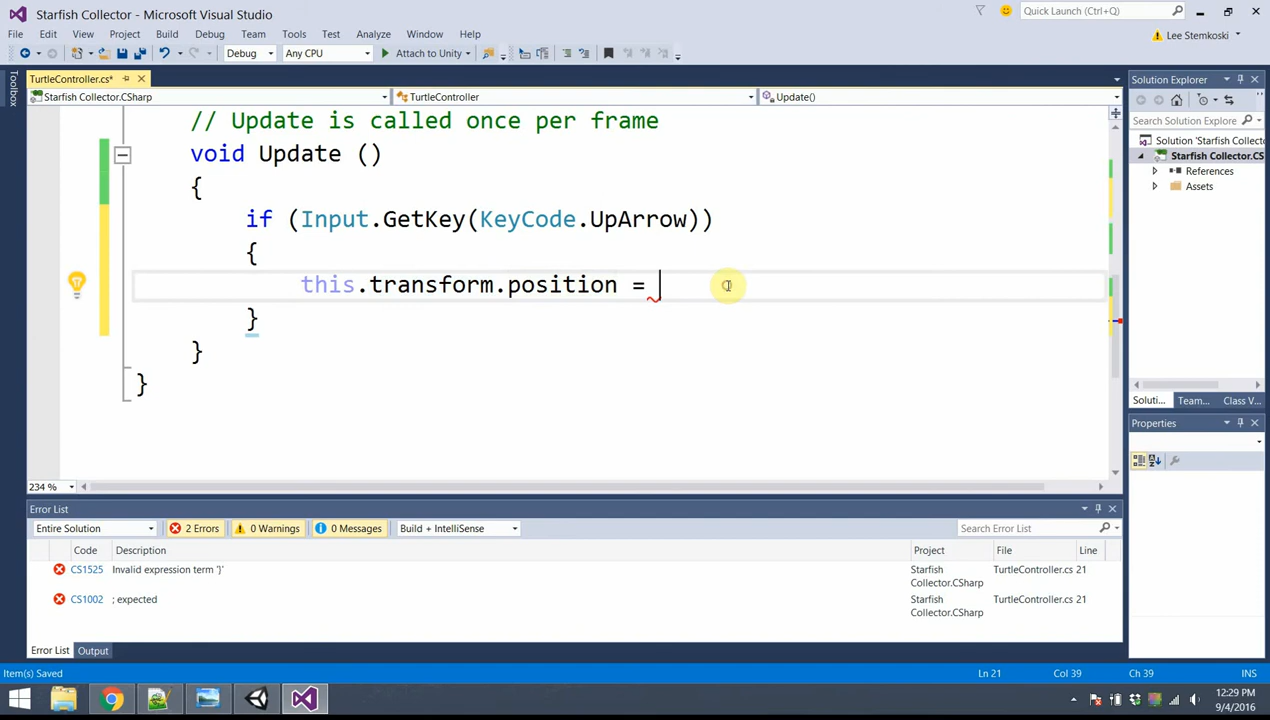 Starfish Collector - Microsoft Visual Studio
Quick Launch (Ctrl+Q)
File Edit View Project Build Debug Team Tools Test Analyze Window Help
Lee Stemkoski
Debug Any CPU Attach to Unity
Toolbox
TurtleController.cs*
Starfish Collector.CSharp TurtleController Update()
// Update is called once per frame
void Update ()
{
if (Input.GetKey(KeyCode.UpArrow))
{
this.transform.position =
}
}
}
234 %
Solution Explorer
Search Solution Explorer
Solution 'Starfish Collecto
Starfish Collector.CS
References
Assets
Soluti... Team... Class V...
Properties
Error List
Entire Solution 2 Errors 0 Warnings 0 Messages Build + IntelliSense Search Error List
Code Description Project File Line
CS1525 Invalid expression term '}' Starfish Collector.CSharp TurtleController.cs 21
CS1002 ; expected Starfish Collector.CSharp TurtleController.cs 21
Error List Output
Item(s) Saved Ln 21 Col 39 Ch 39 INS
12:29 PM
9/4/2016